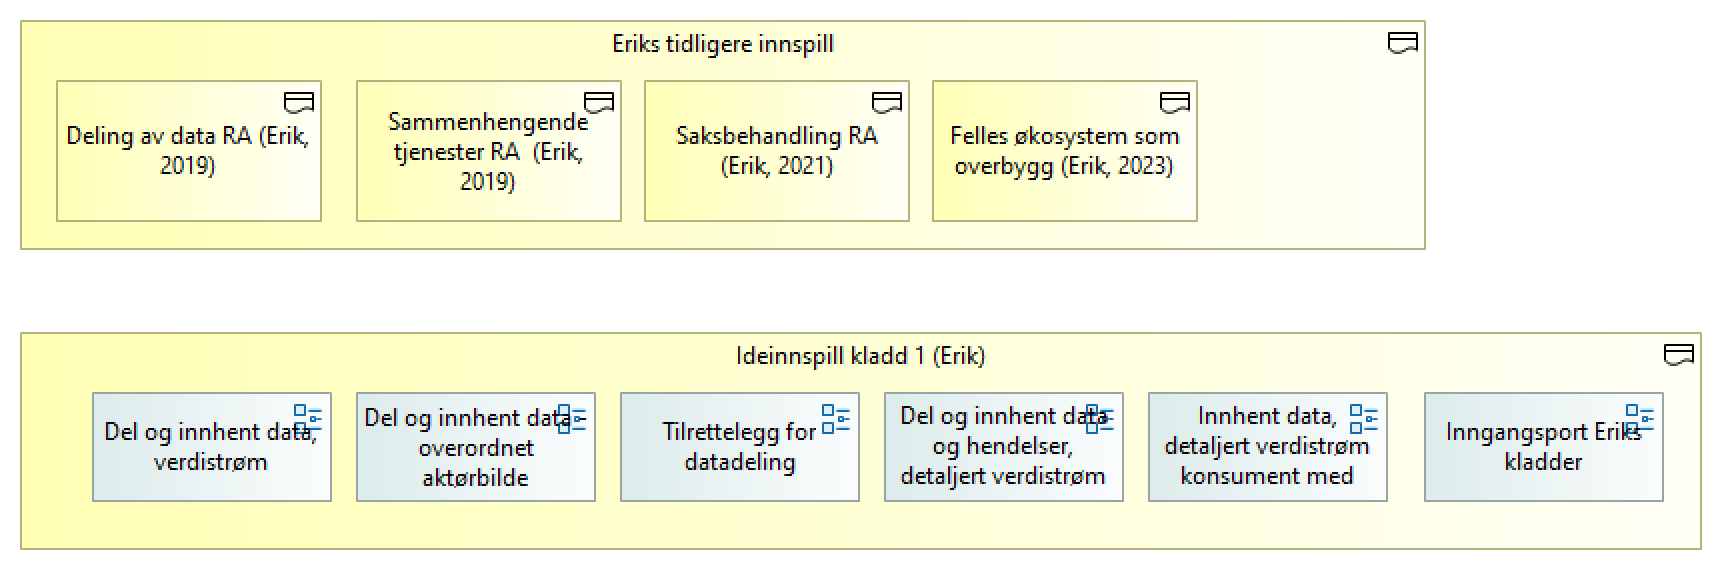 Eriks tidligere innspill
Deling av data RA (Erik,
2019)
Sammenhengende
tjenester RA  (Erik,
2019)
Saksbehandling RA
(Erik, 2021)
Felles økosystem som
overbygg (Erik, 2023)
Ideinnspill kladd 1 (Erik)
Del og innhent data,
verdistrøm
Del og innhent data -
overordnet
aktørbilde
Tilrettelegg for
datadeling
Del og innhent data
og hendelser,
detaljert verdistrøm
Innhent data,
detaljert verdistrøm
konsument med
Inngangsport Eriks
kladder